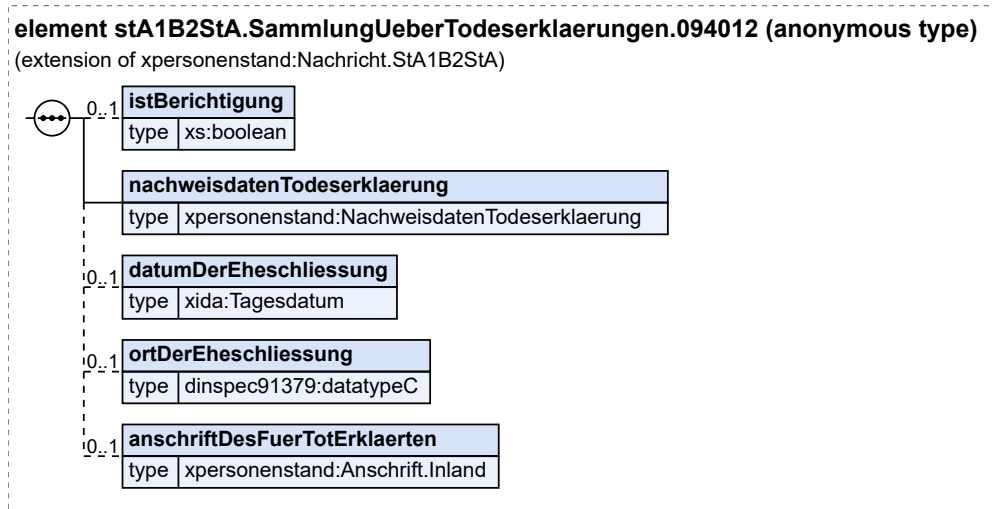 element stA1B2StA.SammlungUeberTodeserklaerungen.094012 (anonymous type)
(extension of xpersonenstand:Nachricht.StA1B2StA)
0..1 istBerichtigung
type xs:boolean
nachweisdatenTodeserklaerung
type xpersonenstand:NachweisdatenTodeserklaerung
0..1 datumDerEheschliessung
type xida:Tagesdatum
0..1 ortDerEheschliessung
type dinspec91379:datatypeC
0..1 anschriftDesFuerTotErklaerten
type xpersonenstand:Anschrift.Inland